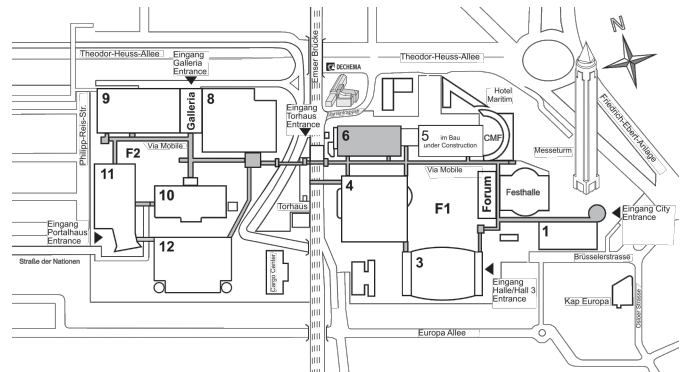 N
Theodor-Heuss-Allee
Eingang
Galleria
Entrance
Emser Brücke
DECHEMA
Theodor-Heuss-Allee
Hotel
Maritim
Friedrich-Ebert-Anlage
Philipp-Reis-Str.
9
Galleria
8
Eingang
Torhaus
Entrance
6
5
im Bau
under Construction
CMF
Messeturm
F2
Via Mobile
Via Mobile
11
10
4
F1
Forum
Festhalle
Eingang
Portalhaus
Entrance
12
Torhaus
3
1
Eingang City
Entrance
Straße der Nationen
Cargo Center
Eingang
Halle/Hall 3
Entrance
Brüsselerstrasse
Kap Europa
Osloer Strasse
Europa Allee